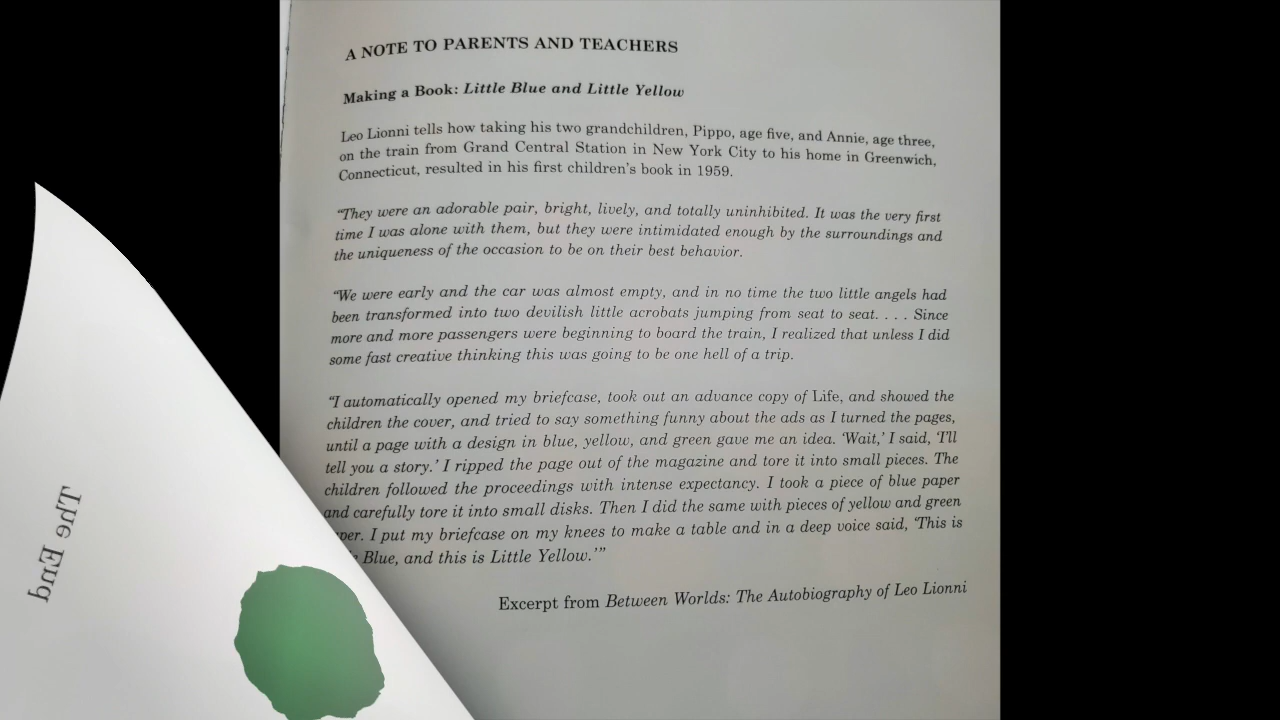 A NOTE TO PARENTS AND TEACHERS
Making a Book: Little Blue and Little Yellow
Leo Lionni tells how taking his two grandchildren, Pippo, age five, and Annie, age three,
on the train from Grand Central Station in New York City to his home in Greenwich,
Connecticut, resulted in his first children's book in 1959.
“They were an adorable pair, bright, lively, and totally uninhibited. It was the very first
time I was alone with them, but they were intimidated enough by the surroundings and
the uniqueness of the occasion to be on their best behavior.
“We were early and the car was almost empty, and in no time the two little angels had
been transformed into two devilish little acrobats jumping from seat to seat. . . . Since
more and more passengers were beginning to board the train, I realized that unless I did
some fast creative thinking this was going to be one hell of a trip.
“I automatically opened my briefcase, took out an advance copy of Life, and showed the
children the cover, and tried to say something funny about the ads as I turned the pages,
until a page with a design in blue, yellow, and green gave me an idea. ‘Wait,’ I said, ‘I'll
tell you a story.’ I ripped the page out of the magazine and tore it into small pieces. The
children followed the proceedings with intense expectancy. I took a piece of blue paper
and carefully tore it into small disks. Then I did the same with pieces of yellow and green
I put my briefcase on my knees to make a table and in a deep voice said, ‘This is
Blue, and this is Little Yellow.’”
Excerpt from Between Worlds: The Autobiography of Leo Lionni
The End